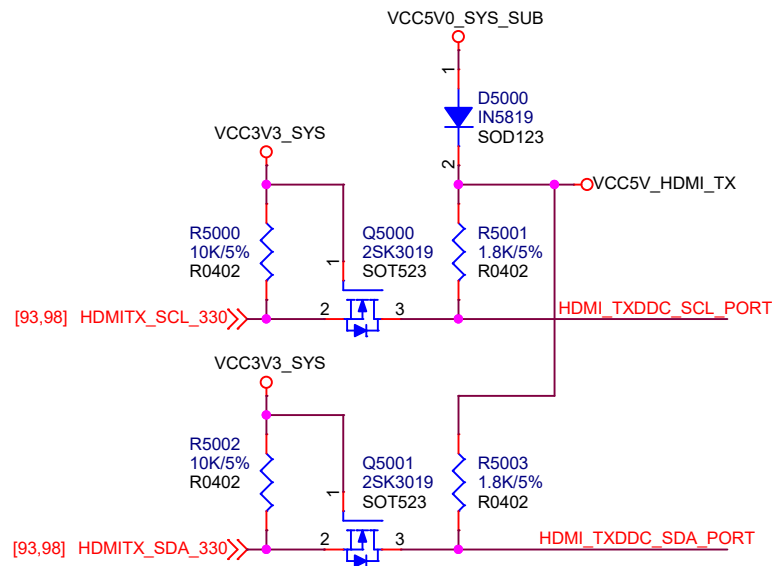 VCC5V0_SYS_SUB
1
D5000
IN5819
SOD123
2
VCC3V3_SYS
VCC5V_HDMI_TX
R5000
10K/5%
R0402
Q5000
2SK3019
SOT523
1
R5001
1.8K/5%
R0402
[93,98] HDMITX_SCL_330
2
3
HDMI_TXDDC_SCL_PORT
VCC3V3_SYS
R5002
10K/5%
R0402
Q5001
2SK3019
SOT523
1
R5003
1.8K/5%
R0402
[93,98] HDMITX_SDA_330
2
3
HDMI_TXDDC_SDA_PORT